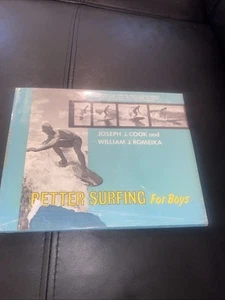 JOSEPH J. COOK and
WILLIAM J. ROMEIKA
BETTER SURFING For Boys